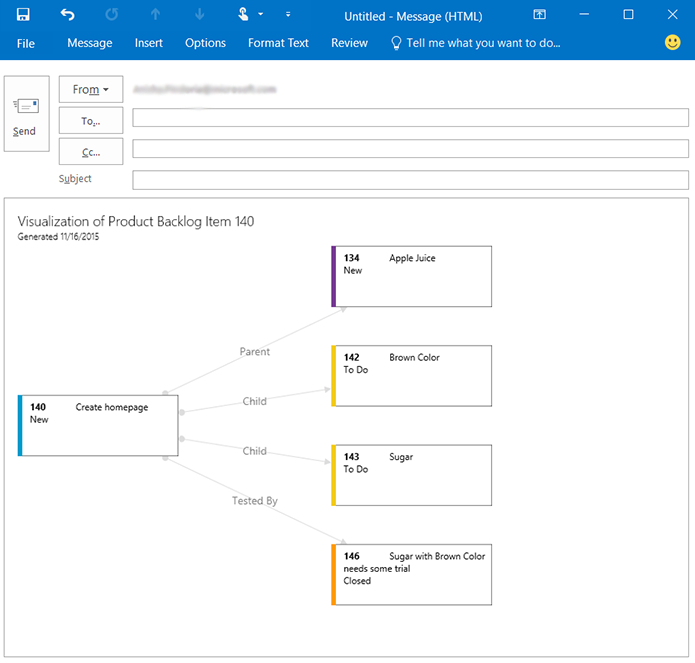 Untitled - Message (HTML)
File Message Insert Options Format Text Review Tell me what you want to do...
From
To...
Send
Cc...
Subject
Visualization of Product Backlog Item 140
Generated 11/16/2015
134 Apple Juice
New
Parent
142 Brown Color
To Do
Child
140 Create homepage
New
Child
143 Sugar
To Do
Tested By
146 Sugar with Brown Color
needs some trial
Closed